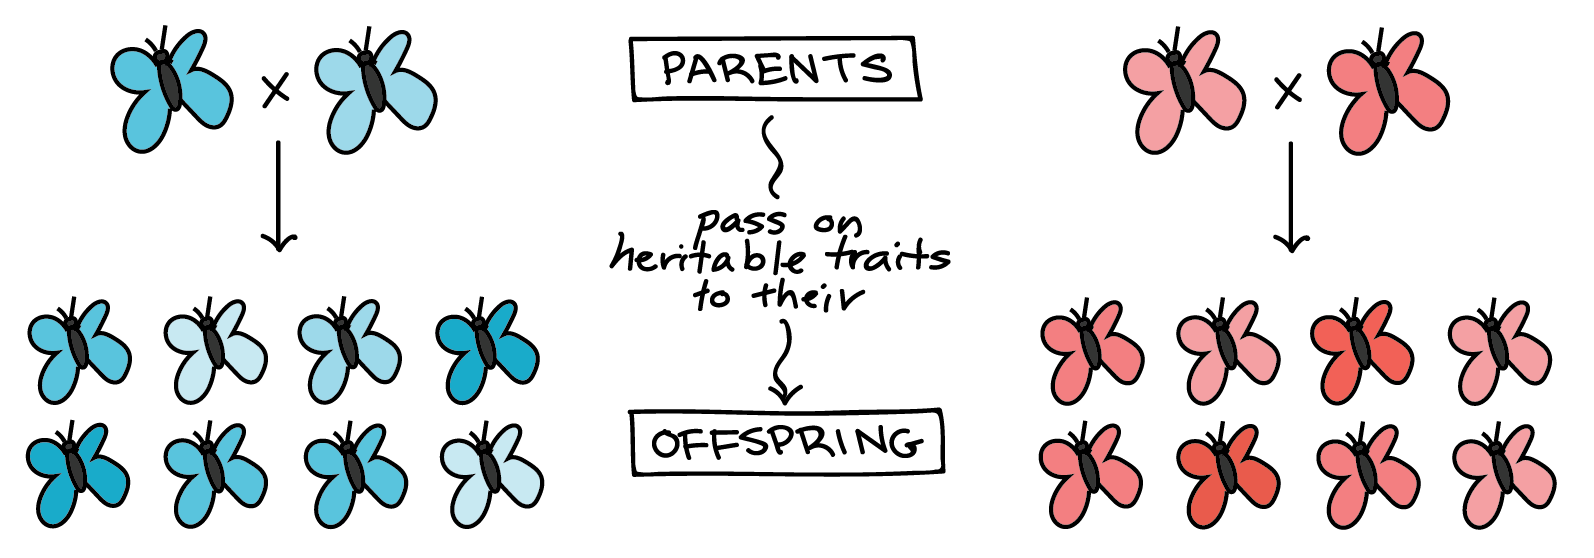 PARENTS
pass on
heritable traits
to their
OFFSPRING